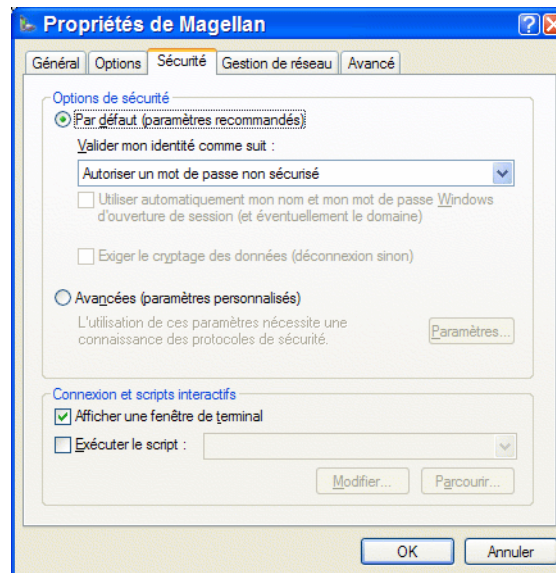 Propriétés de Magellan
Général Options Sécurité Gestion de réseau Avancé
Options de sécurité
Par défaut (paramètres recommandés)
Valider mon identité comme suit :
Autoriser un mot de passe non sécurisé
Utiliser automatiquement mon nom et mon mot de passe Windows
d'ouverture de session (et éventuellement le domaine)
Exiger le cryptage des données (déconnexion sinon)
Avancées (paramètres personnalisés)
L'utilisation de ces paramètres nécessite une
connaissance des protocoles de sécurité.
Paramètres...
Connexion et scripts interactifs
Afficher une fenêtre de terminal
Exécuter le script :
Modifier... Parcourir...
OK Annuler